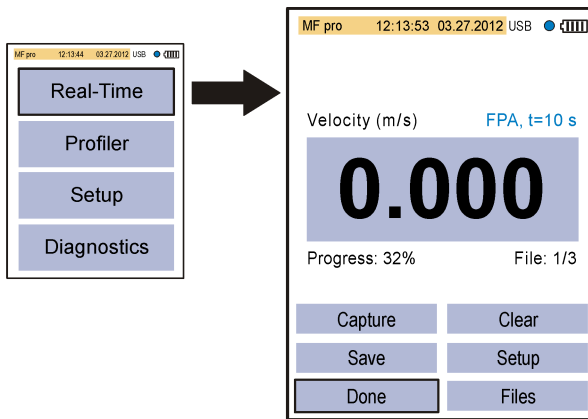 MF pro 12:13:44 03.27.2012 USB
Real-Time
Profiler
Setup
Diagnostics
MF pro 12:13:53 03.27.2012 USB
Velocity (m/s) FPA, t=10 s
0.000
Progress: 32% File: 1/3
Capture Clear
Save Setup
Done Files